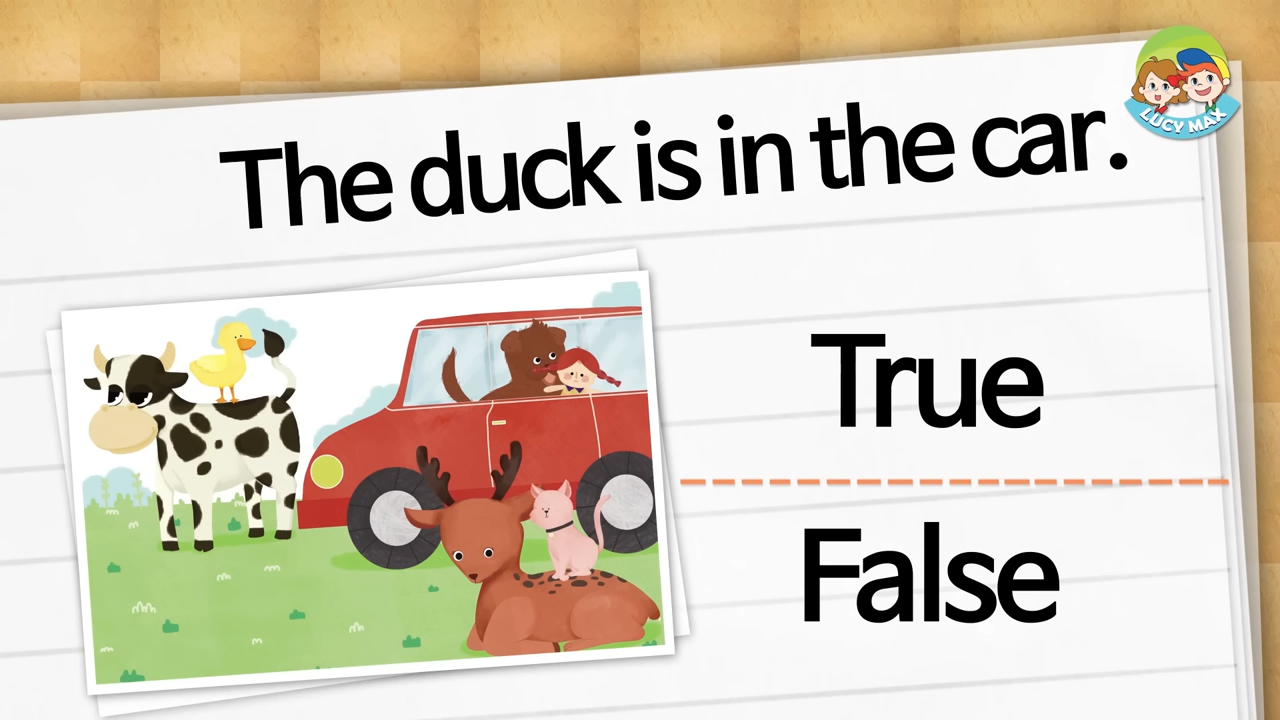 The duck is in the car.
LUCY MAX
True
False